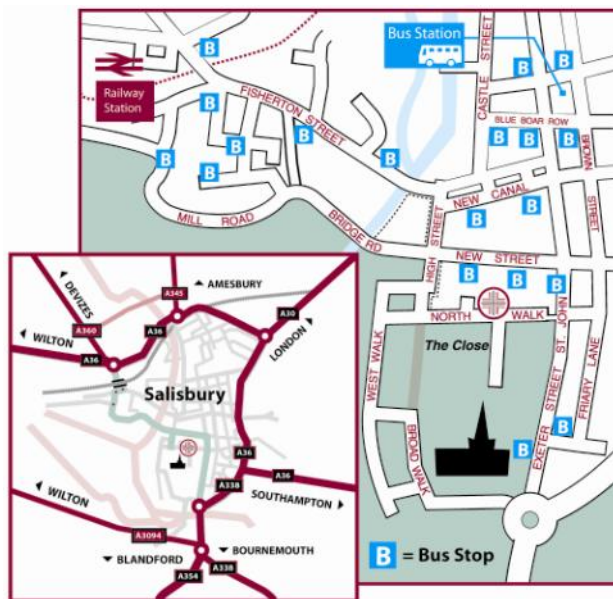 B
Bus Station
B
B
Railway
Station
B
FISHERTON STREET
CASTLE STREET
BLUE BOAR ROW
B
B
B
B
B
B
B
B
B
BROWN
STREET
MILL ROAD
BRIDGE RD
HIGH STREET
NEW CANAL
B
B
NEW STREET
B
B
B
B
NORTH WALK
ST. JOHN
The Close
WEST WALK
BROAD WALK
EXETER STREET
FRIARY LANE
B
B
B = Bus Stop
DEVIZES
A345
AMESBURY
A360
A36
A30
WILTON
A36
LONDON
Salisbury
A36
A36
A338
SOUTHAMPTON
WILTON
A3094
BLANDFORD
BOURNEMOUTH
A354
A338